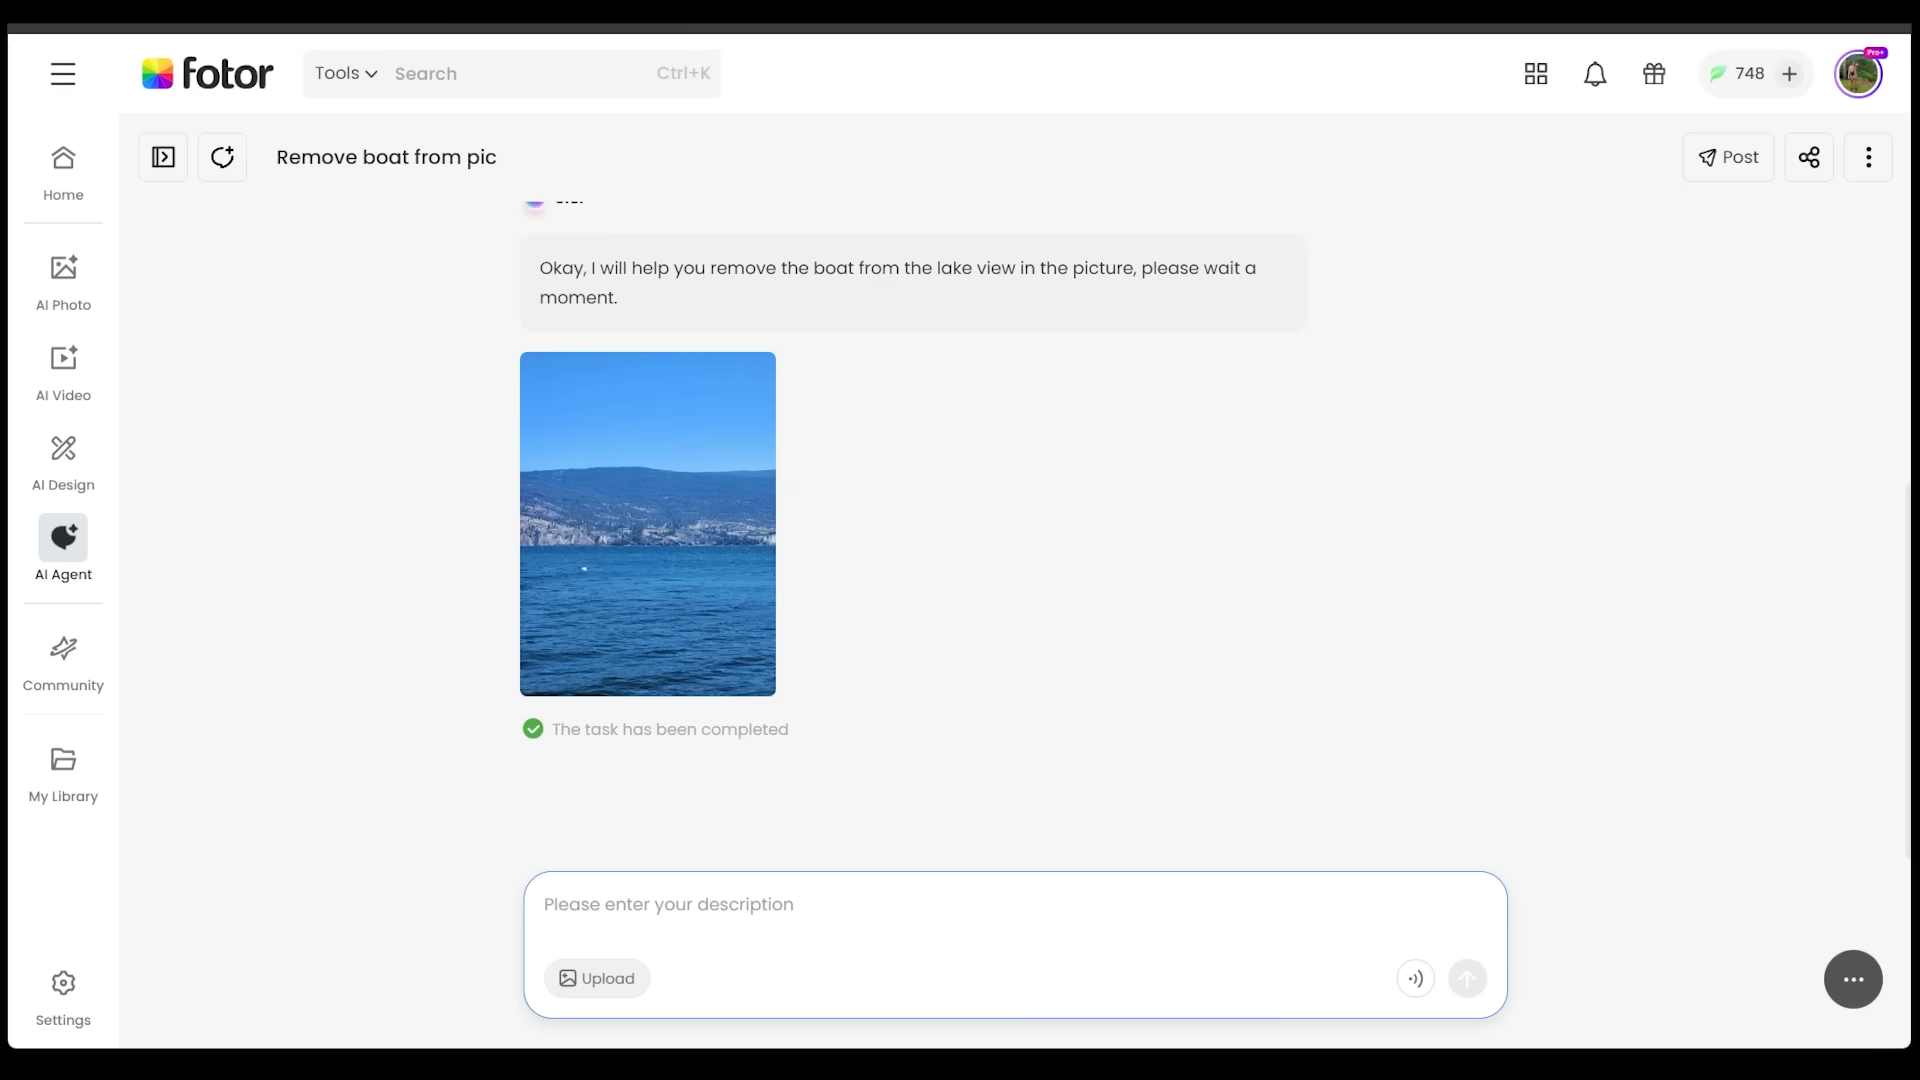 fotor
Tools
Search
Ctrl+K
748
Pro+
Remove boat from pic
Post
Home
AI Photo
AI Video
AI Design
AI Agent
Community
My Library
Settings
Okay, I will help you remove the boat from the lake view in the picture, please wait a
moment.
The task has been completed
Please enter your description
Upload